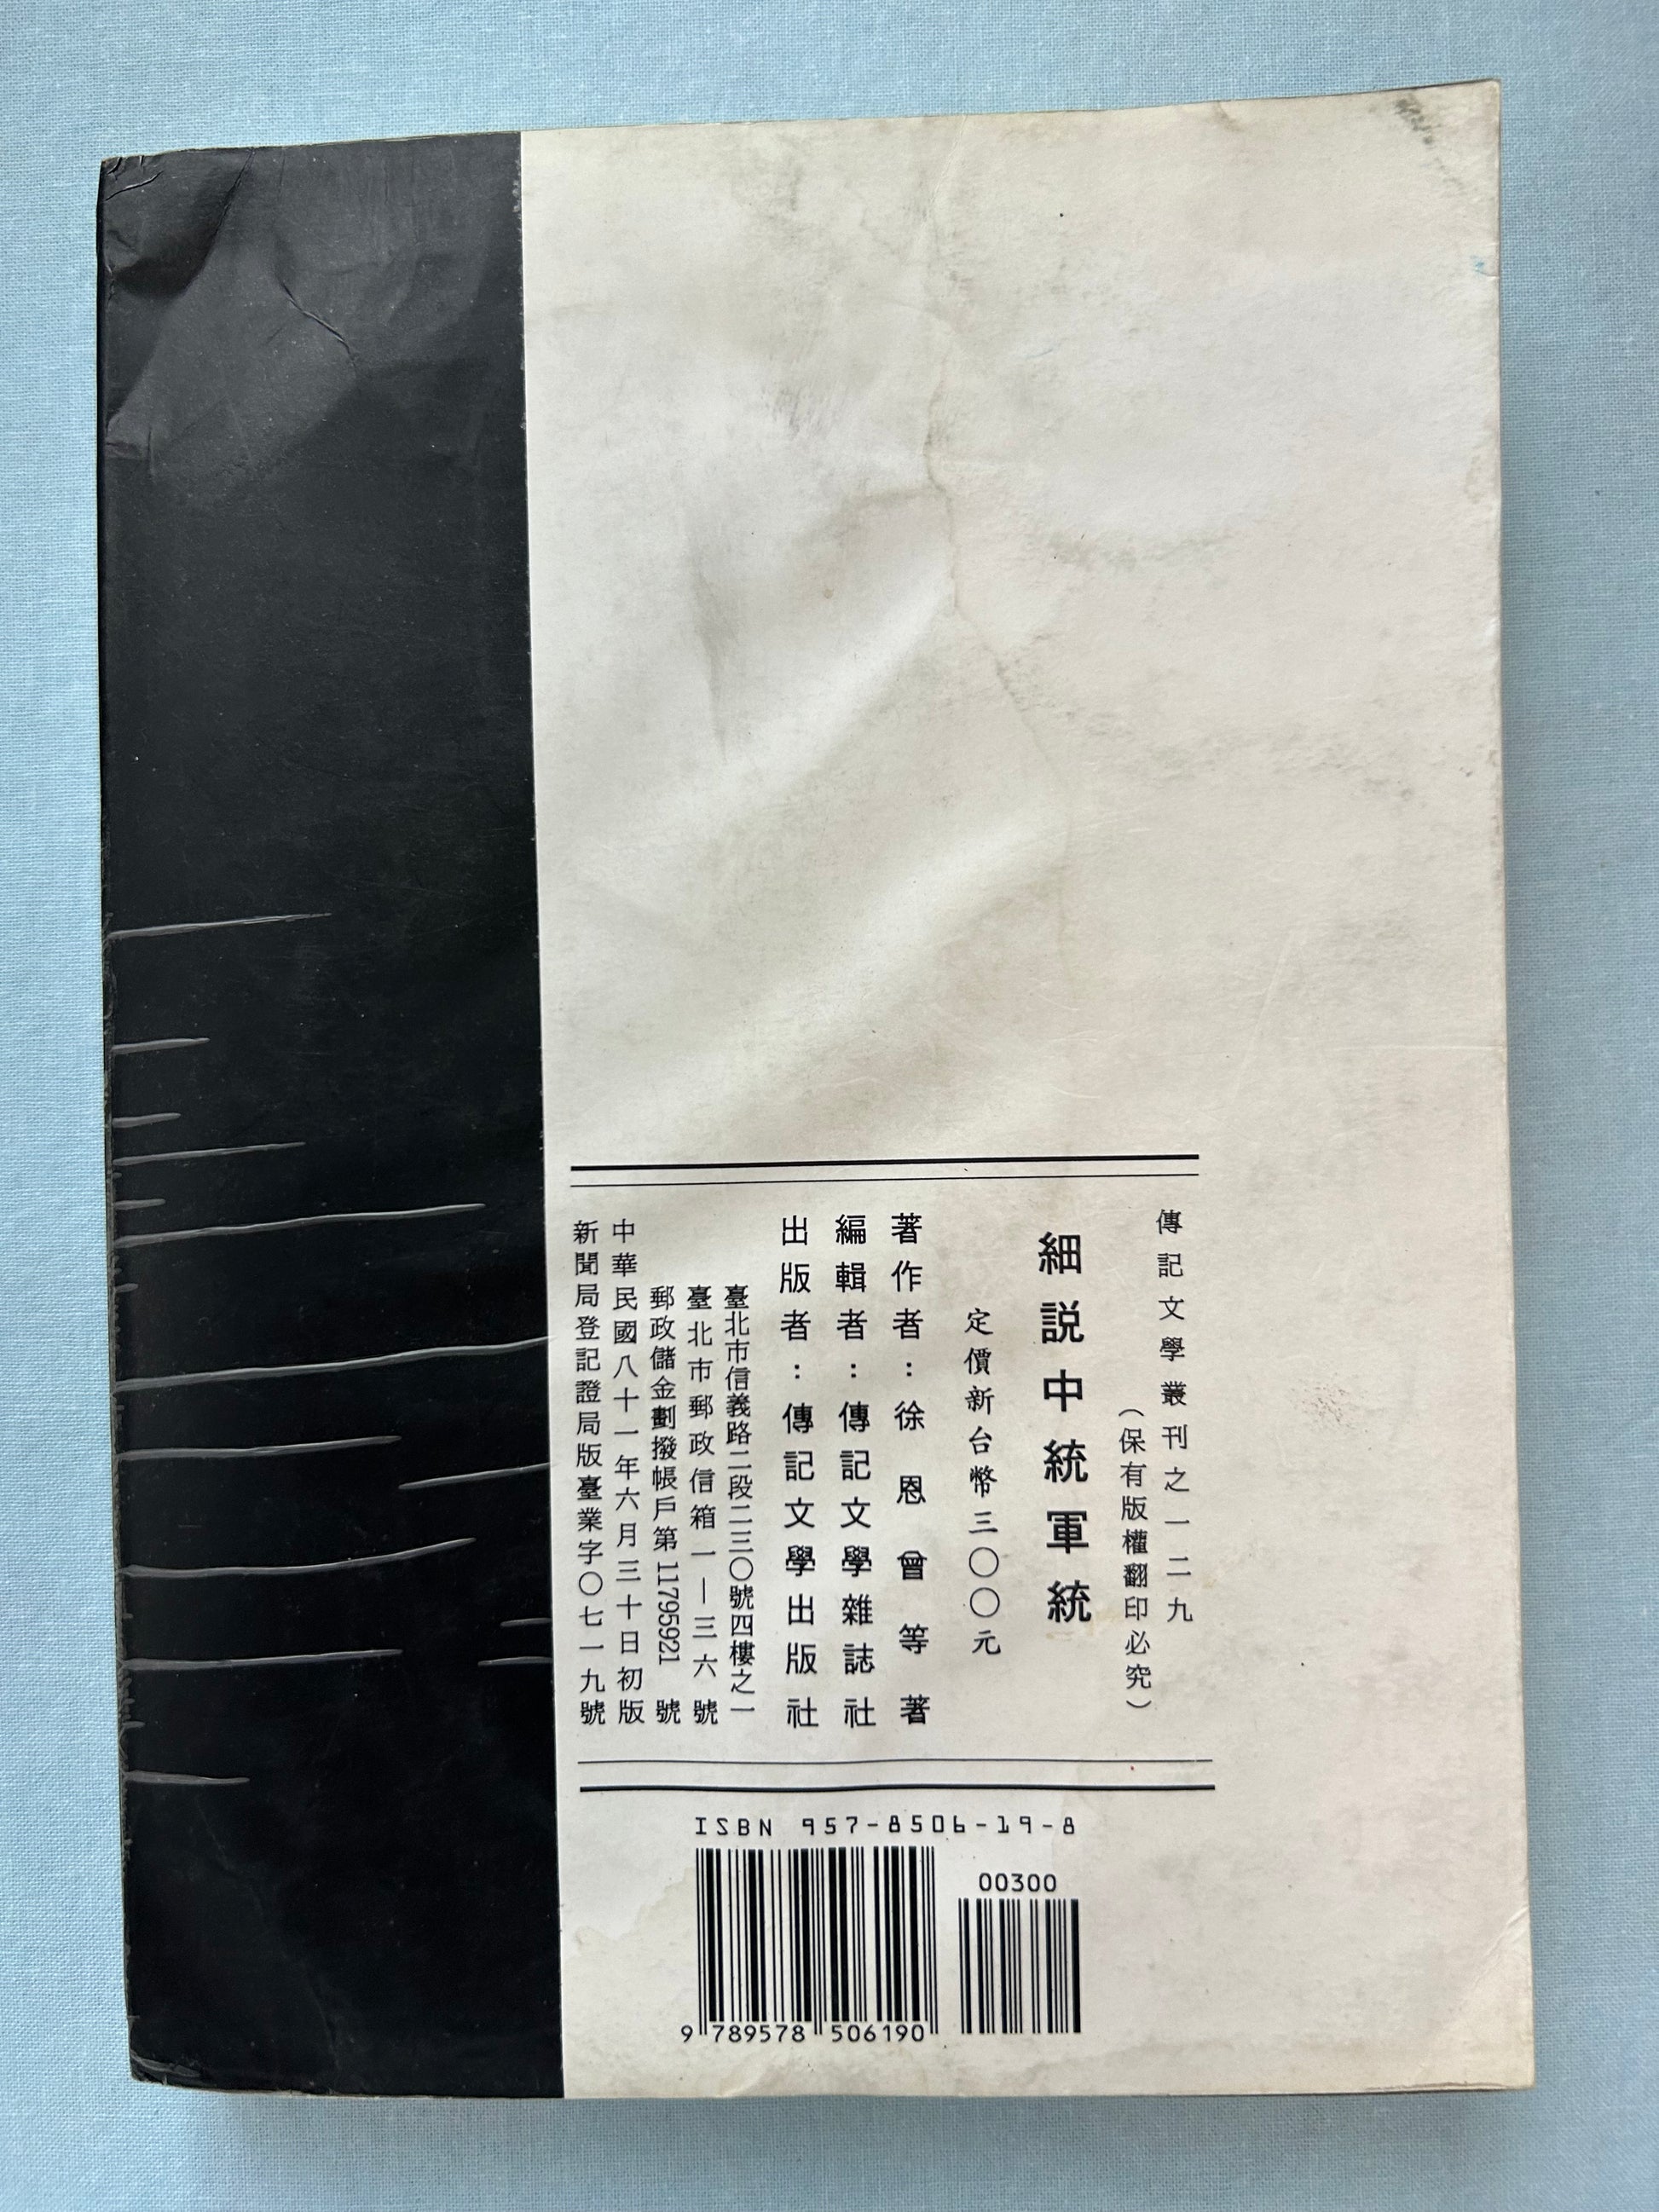 傳記文學叢刊之一二九
（保有版權翻印必究）
細説中統軍統
定價新台幣三〇〇元
著作者：徐恩曾等著
編輯者：傳記文學雜誌社
出版者：傳記文學出版社
臺北市信義路二段二三〇號四樓之一
臺北市郵政信箱一—三六號
郵政儲金劃撥帳戶第11795921號
中華民國八十一年六月三十日初版
新聞局登記證局版臺業字〇七一九號
ISBN 957-8506-19-8
00300
9 789578 506190